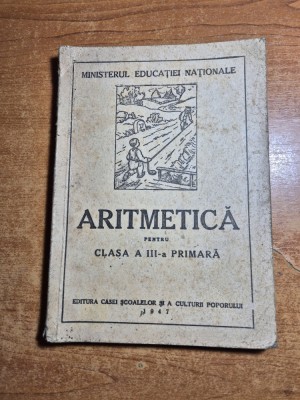 MINISTERUL EDUCAȚIEI NAȚIONALE
ARITMETICĂ
PENTRU
CLASA A III-a PRIMARĂ
EDITURA CASEI ȘCOALELOR ȘI A CULTURII POPORULUI
1947